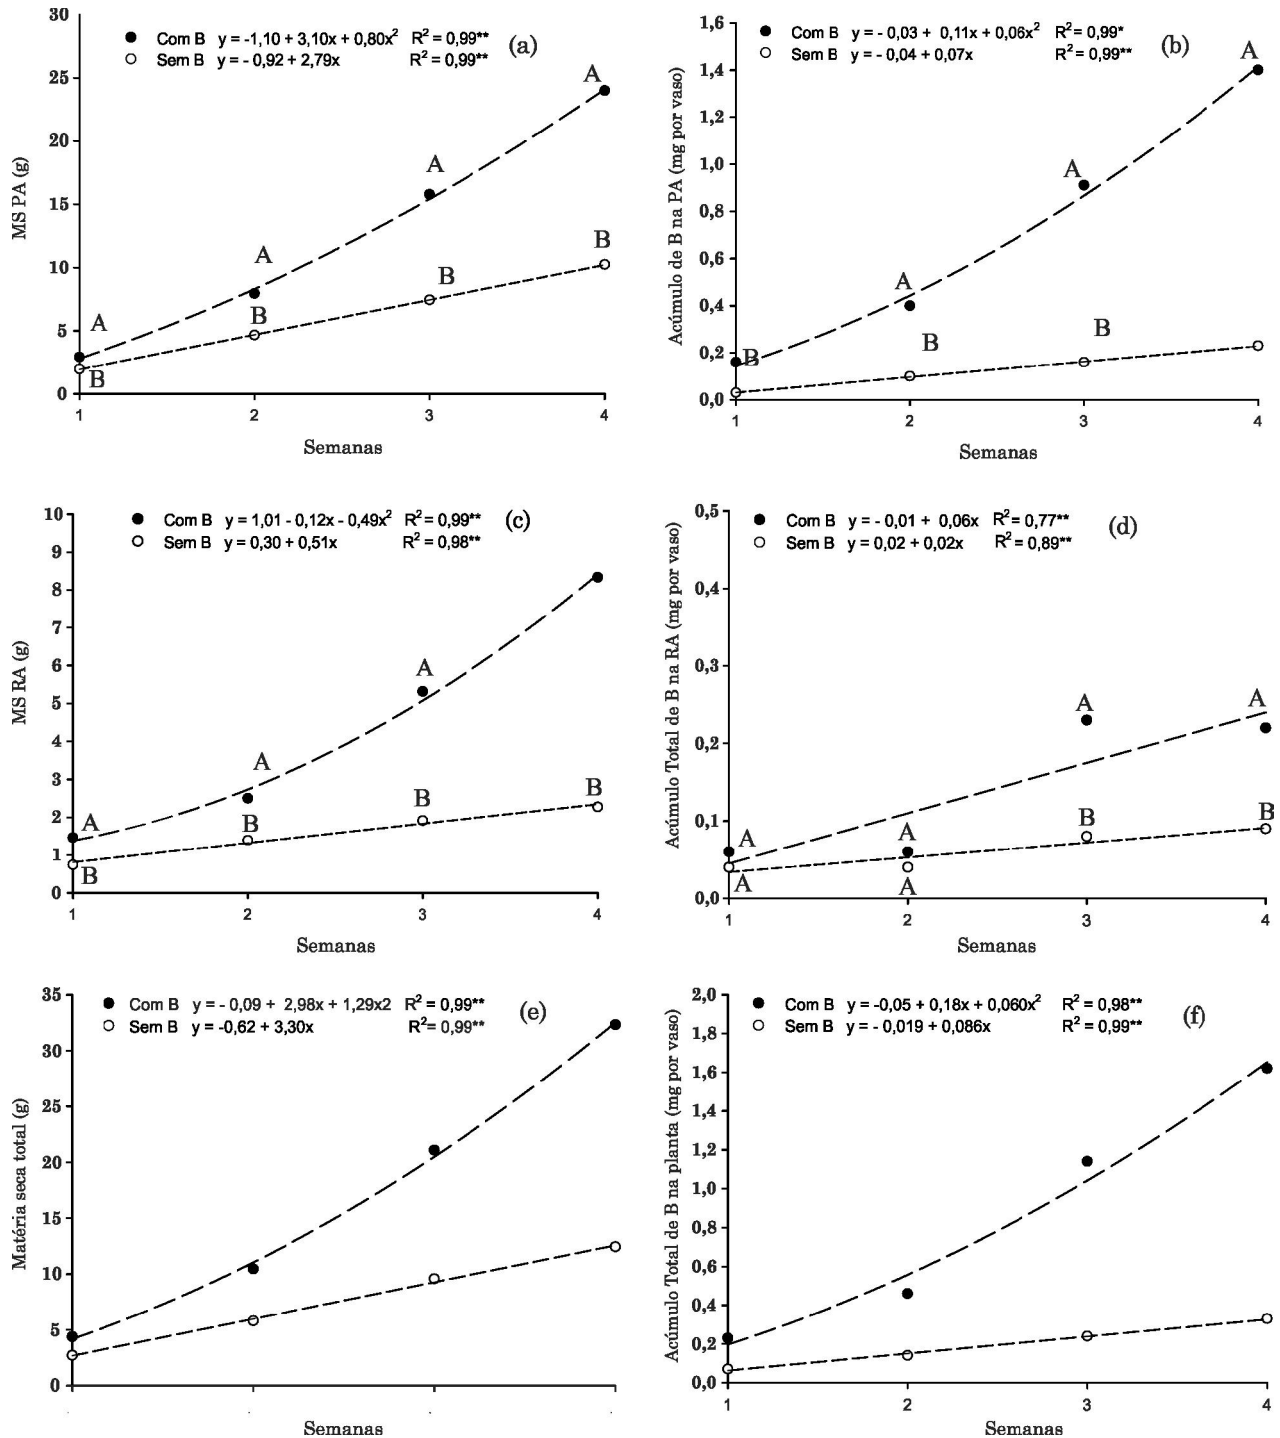 Com B y = -1,10 + 3,10x + 0,80x² R² = 0,99**
Sem B y = - 0,92 + 2,79x R² = 0,99**
(a)
MS PA (g)
30
25
20
15
10
5
0
A
A
A
A
B
B
B
B
1 2 3 4
Semanas
Com B y = - 0,03 + 0,11x + 0,06x² R² = 0,99*
Sem B y = -0,04 + 0,07x R² = 0,99**
(b)
Acúmulo de B na PA (mg por vaso)
1,6
1,4
1,2
1,0
0,8
0,6
0,4
0,2
0,0
A
A
A
B
B
B
1 2 3 4
Semanas
Com B y = 1,01 - 0,12x - 0,49x² R² = 0,99**
Sem B y = 0,30 + 0,51x R² = 0,98**
(c)
MS RA (g)
10
9
8
7
6
5
4
3
2
1
0
A
A
A
B
B
B
B
1 2 3 4
Semanas
Com B y = - 0,01 + 0,06x R² = 0,77**
Sem B y = 0,02 + 0,02x R² = 0,89**
(d)
Acúmulo Total de B na RA (mg por vaso)
0,5
0,4
0,3
0,2
0,1
0,0
A
A
A
A
A
A
B
B
1 2 3 4
Semanas
Com B y = - 0,09 + 2,98x + 1,29x2 R² = 0,99**
Sem B y = -0,62 + 3,30x R² = 0,99**
(e)
Matéria seca total (g)
35
30
25
20
15
10
5
0
Semanas
Com B y = -0,05 + 0,18x + 0,060x² R² = 0,98**
Sem B y = - 0,019 + 0,086x R² = 0,99**
(f)
Acúmulo Total de B na planta (mg por vaso)
2,0
1,8
1,6
1,4
1,2
1,0
0,8
0,6
0,4
0,2
0,0
1 2 3 4
Semanas